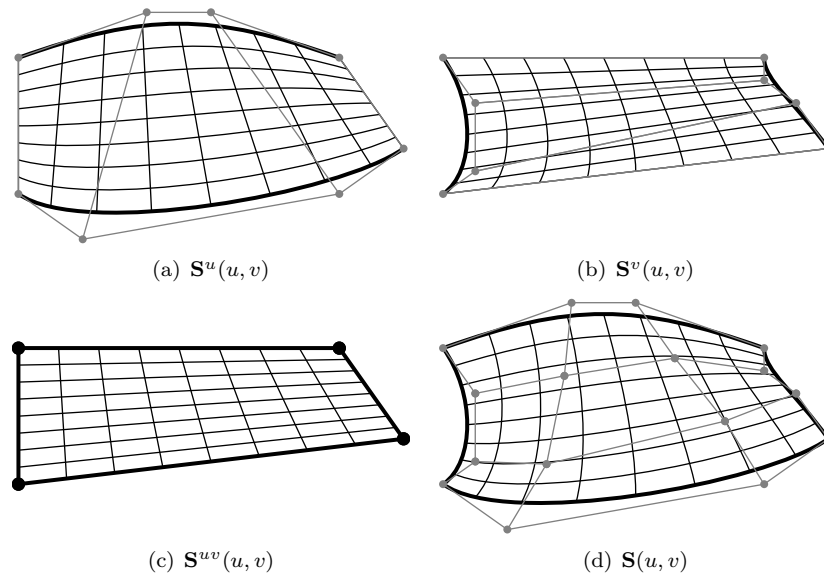 (a) S^u(u, v)
(b) S^v(u, v)
(c) S^{uv}(u, v)
(d) S(u, v)